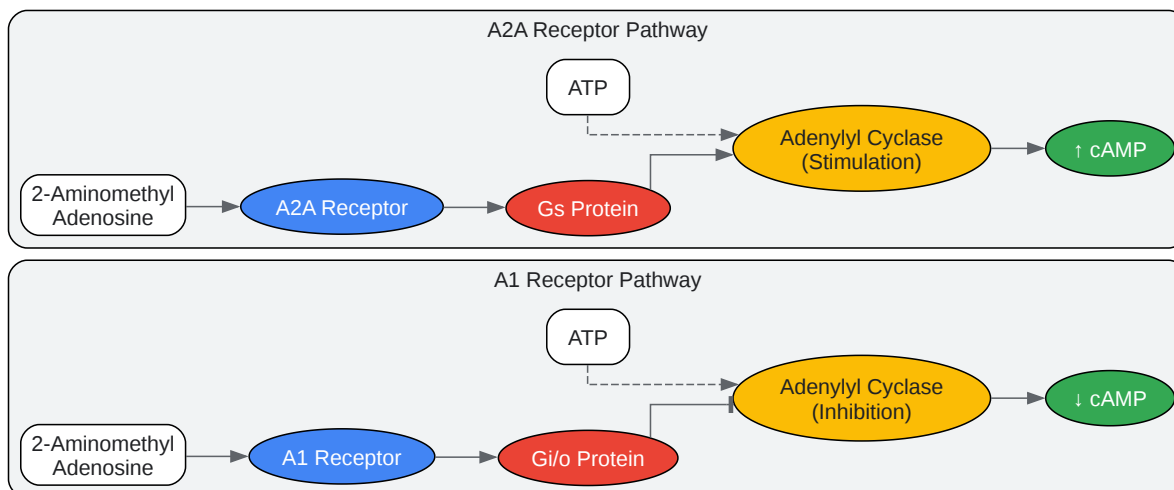 A2A Receptor Pathway
ATP
Adenylyl Cyclase
(Stimulation)
↑ cAMP
2-Aminomethyl
Adenosine
A2A Receptor
Gs Protein
A1 Receptor Pathway
ATP
Adenylyl Cyclase
(Inhibition)
↓ cAMP
2-Aminomethyl
Adenosine
A1 Receptor
Gi/o Protein